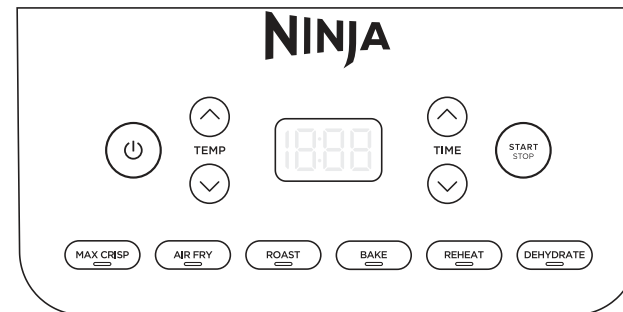 NINJA
TEMP
18:88
TIME
START
STOP
MAX CRISP
AIR FRY
ROAST
BAKE
REHEAT
DEHYDRATE